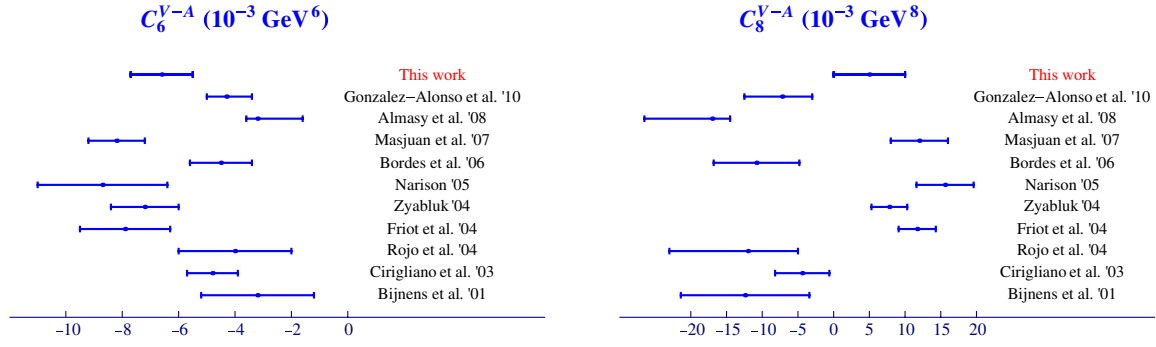 C_6^{V-A} (10^{-3} GeV^6)
This work
Gonzalez-Alonso et al. '10
Almasy et al. '08
Masjuan et al. '07
Bordes et al. '06
Narison '05
Zyabluk '04
Friot et al. '04
Rojo et al. '04
Cirigliano et al. '03
Bijnens et al. '01
-10 -8 -6 -4 -2 0
C_8^{V-A} (10^{-3} GeV^8)
This work
Gonzalez-Alonso et al. '10
Almasy et al. '08
Masjuan et al. '07
Bordes et al. '06
Narison '05
Zyabluk '04
Friot et al. '04
Rojo et al. '04
Cirigliano et al. '03
Bijnens et al. '01
-20 -15 -10 -5 0 5 10 15 20